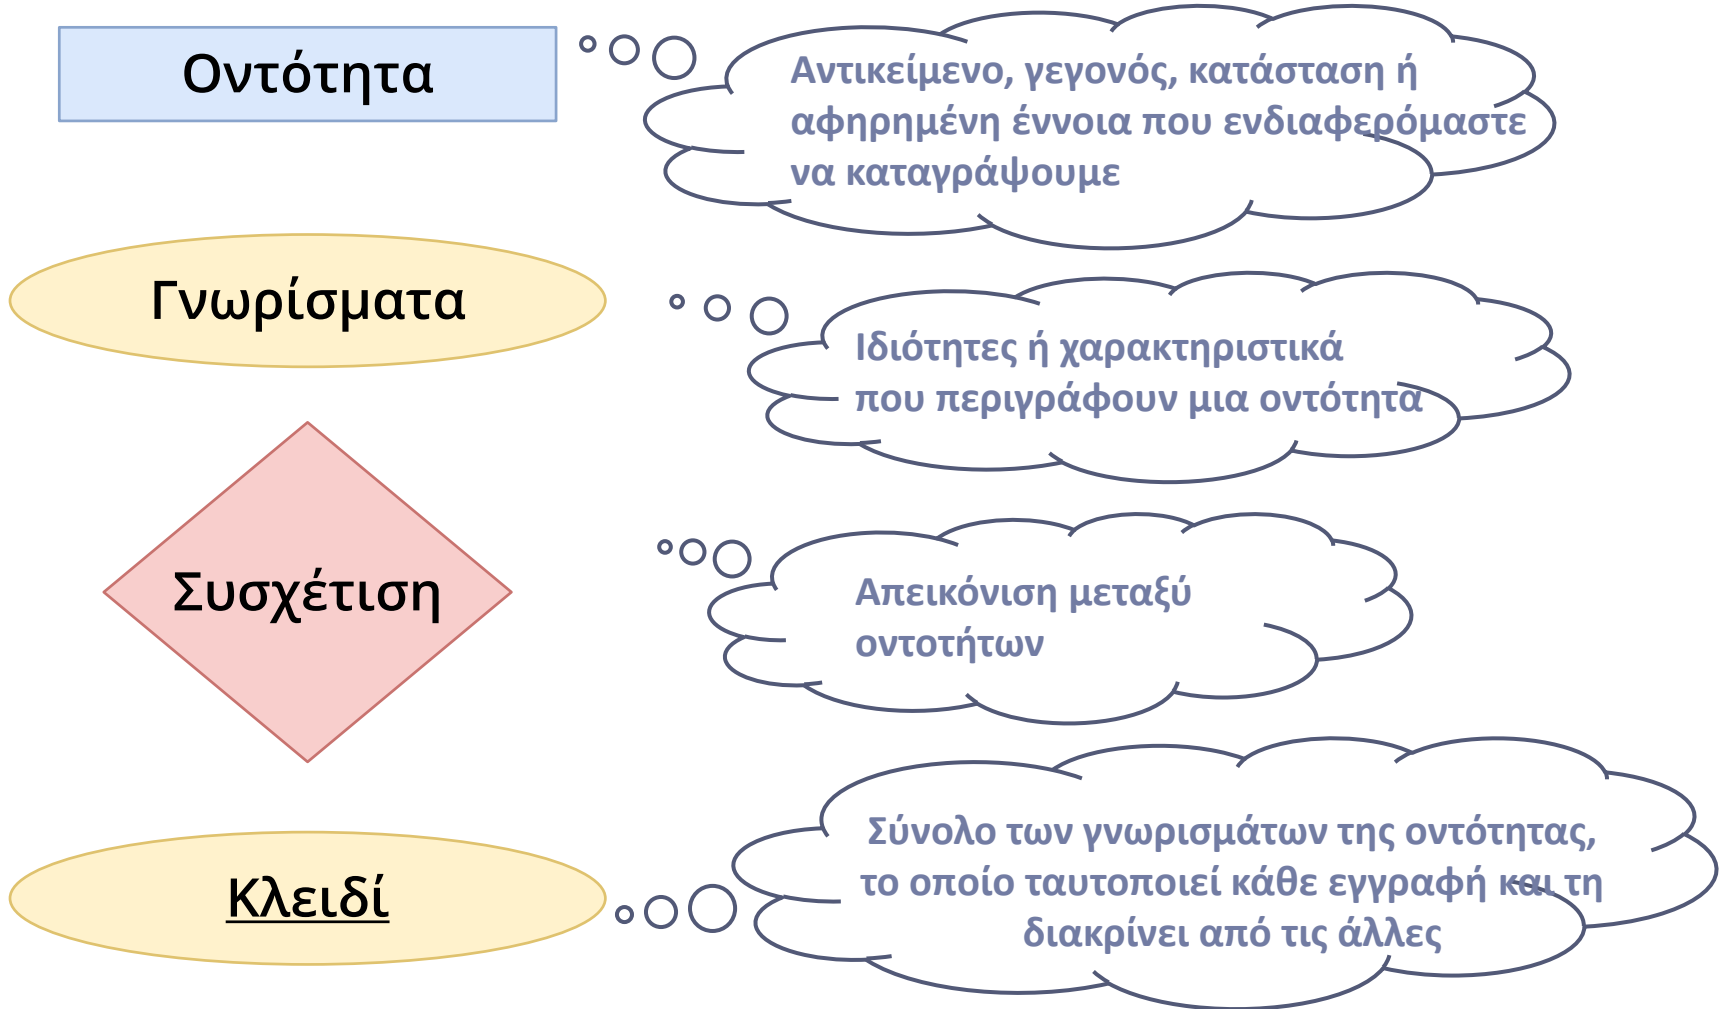 Οντότητα
Αντικείμενο, γεγονός, κατάσταση ή
αφηρημένη έννοια που ενδιαφερόμαστε
να καταγράψουμε
Γνωρίσματα
Ιδιότητες ή χαρακτηριστικά
που περιγράφουν μια οντότητα
Συσχέτιση
Απεικόνιση μεταξύ
οντοτήτων
Κλειδί
Σύνολο των γνωρισμάτων της οντότητας,
το οποίο ταυτοποιεί κάθε εγγραφή και τη
διακρίνει από τις άλλες